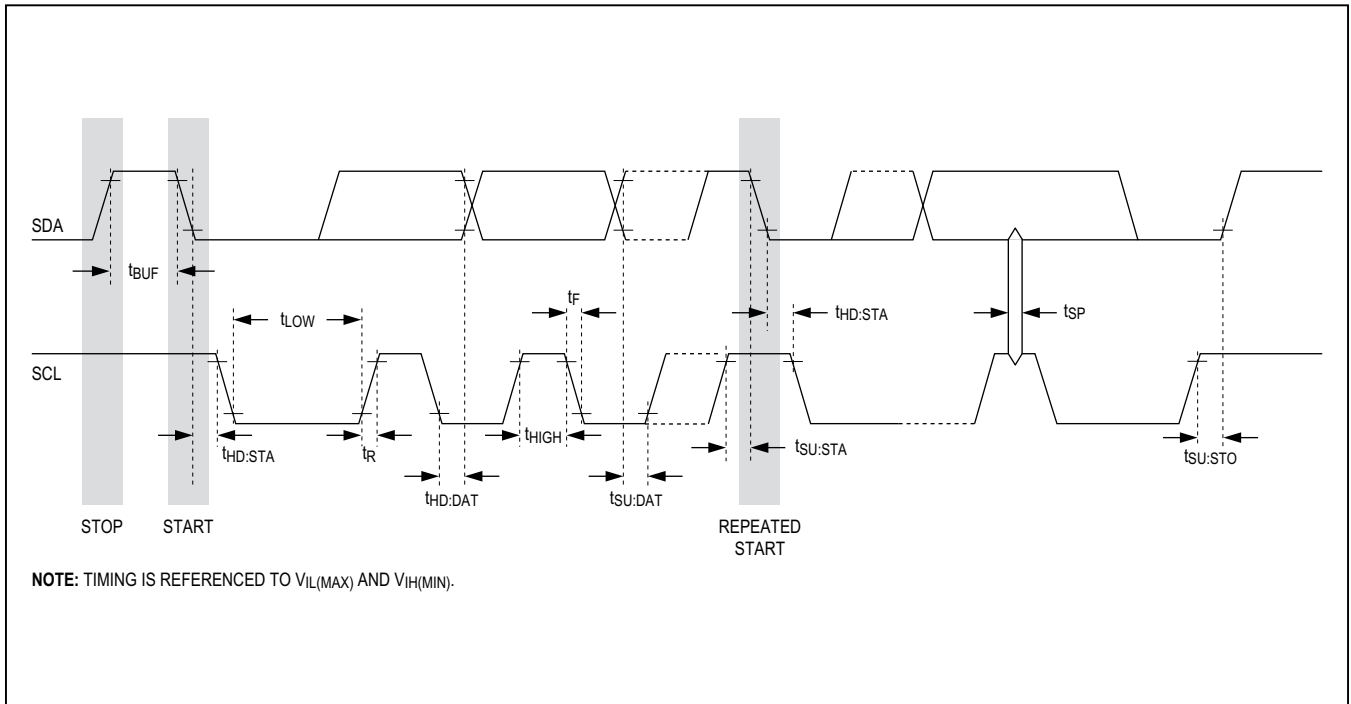 SDA
tBUF
tLOW
tF
tHD:STA
tSP
SCL
tHD:STA
tR
tHIGH
tSU:STA
tSU:STO
tHD:DAT
tSU:DAT
STOP
START
REPEATED
START
NOTE: TIMING IS REFERENCED TO VIL(MAX) AND VIH(MIN).